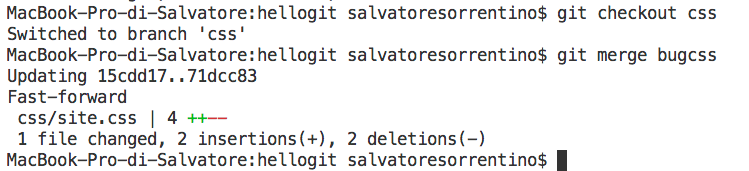 MacBook-Pro-di-Salvatore:hellogit salvatoresorrentino$ git checkout css
Switched to branch 'css'
MacBook-Pro-di-Salvatore:hellogit salvatoresorrentino$ git merge bugcss
Updating 15cdd17..71dcc83
Fast-forward
 css/site.css | 4 ++--
 1 file changed, 2 insertions(+), 2 deletions(-)
MacBook-Pro-di-Salvatore:hellogit salvatoresorrentino$